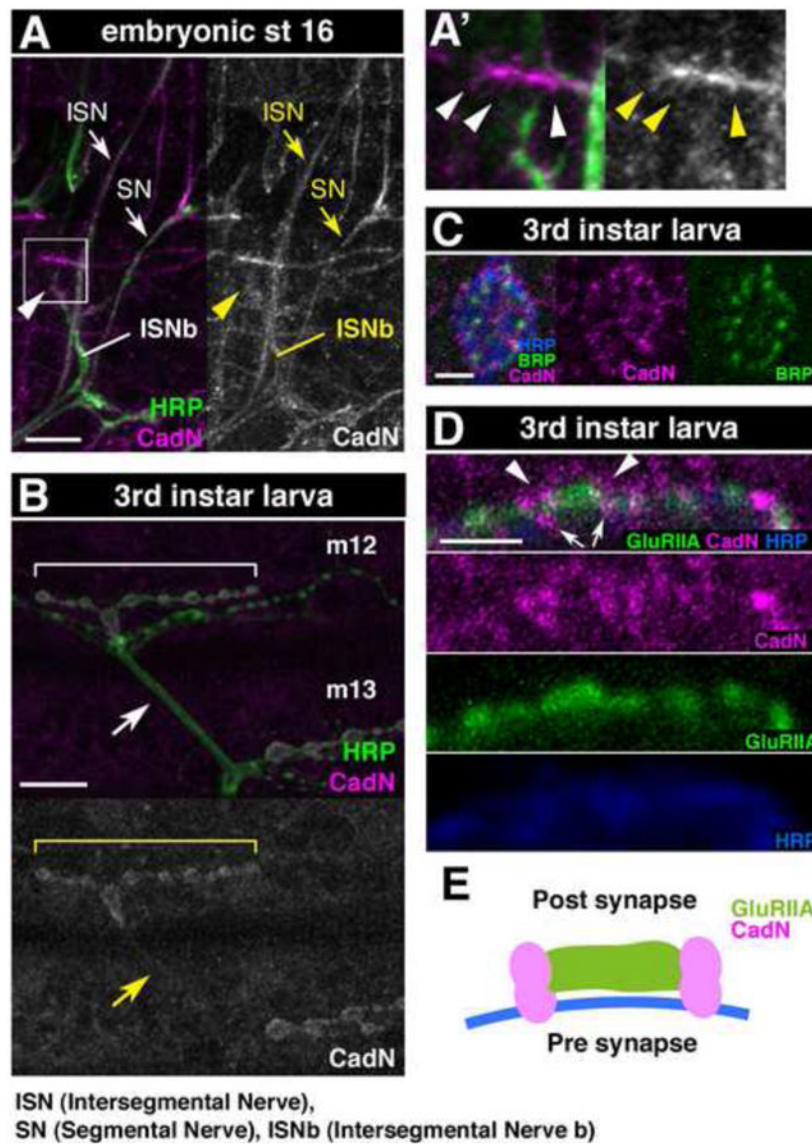 A embryonic st 16
ISN
SN
ISNb
HRP
CadN
ISN
SN
ISNb
CadN
A'
C 3rd instar larva
HRP
BRP
CadN
CadN
BRP
B 3rd instar larva
m12
m13
HRP
CadN
CadN
D 3rd instar larva
GluRIIA CadN HRP
CadN
GluRIIA
HRP
E
Post synapse
GluRIIA
CadN
Pre synapse
ISN (Intersegmental Nerve),
SN (Segmental Nerve), ISNb (Intersegmental Nerve b)